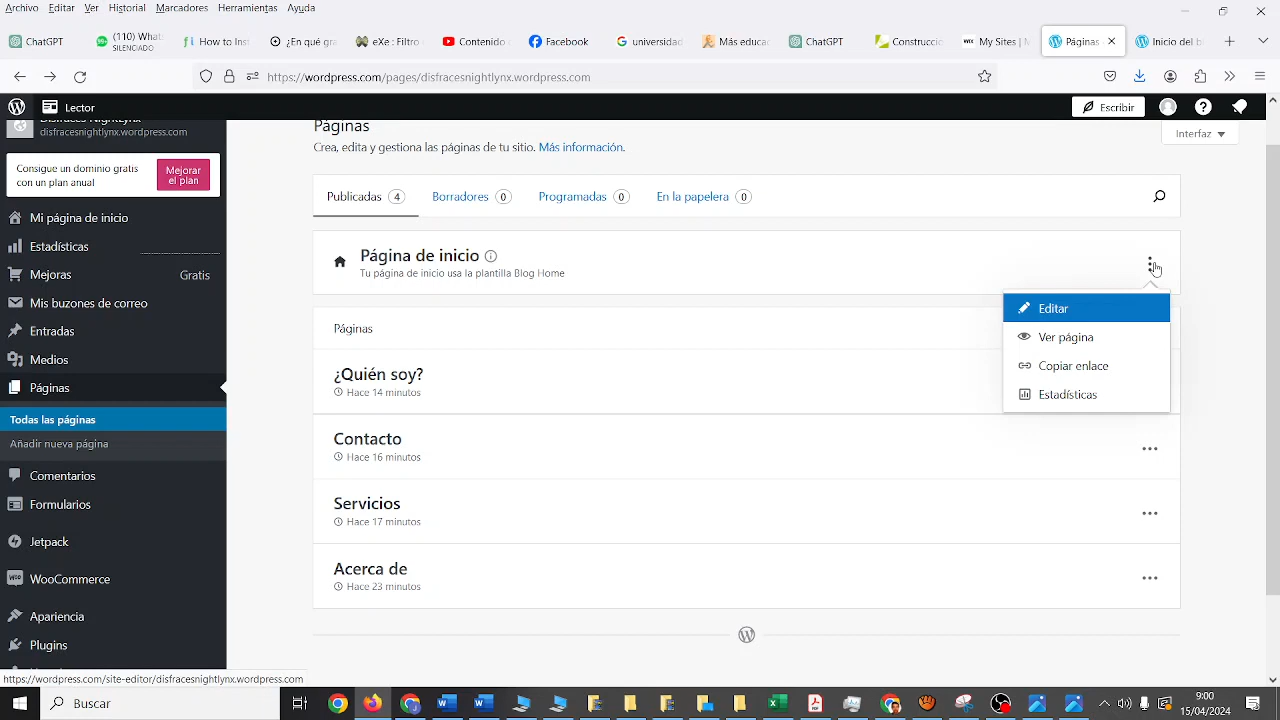 Archivo Editar Ver Historial Marcadores Herramientas Ayuda
ChatGPT
(110) Whats
SILENCIADO
How to Inst
¿En qué gra
eXe : Filtro
Contenido
Facebook
universidad
Más educac
ChatGPT
Construccio
My Sites | M
Páginas
Inicio del b
https://wordpress.com/pages/disfracesnightlynx.wordpress.com
Lector
Escribir
Disfraces Nightlynx
disfracesnightlynx.wordpress.com
Consigue un dominio gratis
con un plan anual
Mejorar
el plan
Mi página de inicio
Estadísticas
Mejoras
Gratis
Mis buzones de correo
Entradas
Medios
Páginas
Todas las páginas
Añadir nueva página
Comentarios
Formularios
Jetpack
WooCommerce
Apariencia
Plugins
https://wordpress.com/site-editor/disfracesnightlynx.wordpress.com
Páginas
Crea, edita y gestiona las páginas de tu sitio. Más información.
Interfaz
Publicadas 4
Borradores 0
Programadas 0
En la papelera 0
Página de inicio
Tu página de inicio usa la plantilla Blog Home
Editar
Ver página
Copiar enlace
Estadísticas
Páginas
¿Quién soy?
Hace 14 minutos
Contacto
Hace 16 minutos
Servicios
Hace 17 minutos
Acerca de
Hace 23 minutos
Buscar
9:00
15/04/2024